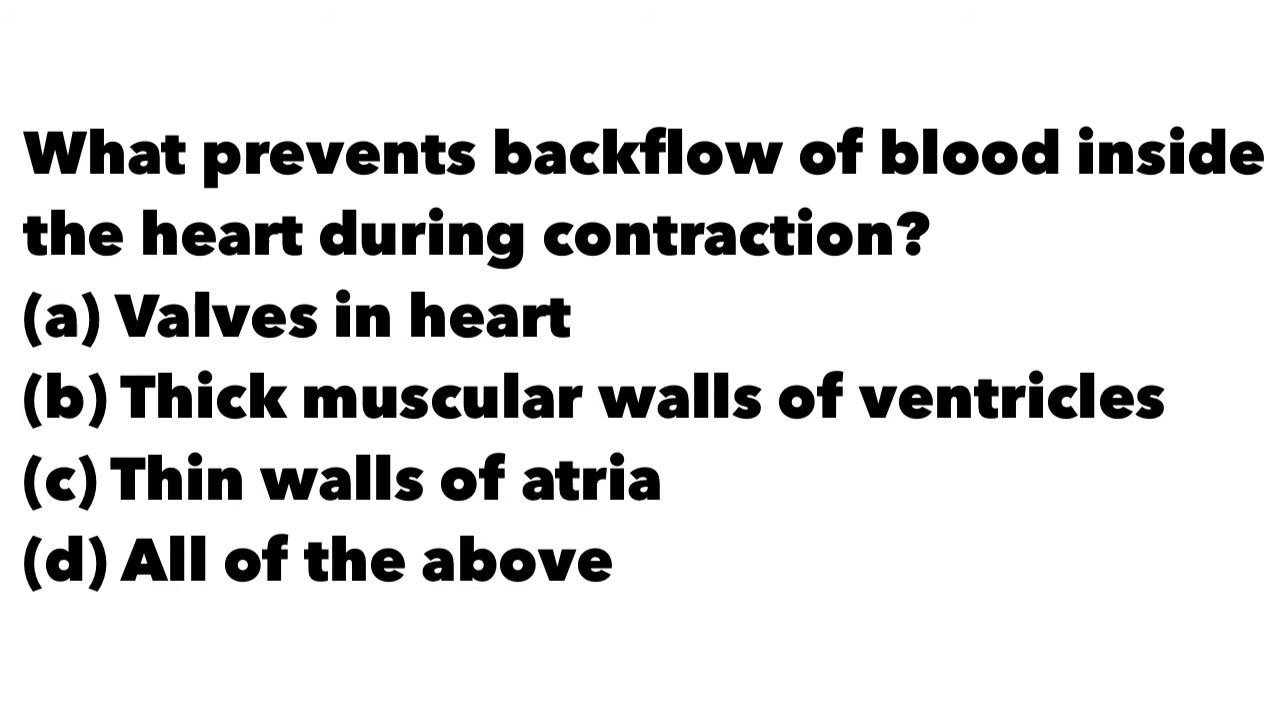 What prevents backflow of blood inside
the heart during contraction?
(a) Valves in heart
(b) Thick muscular walls of ventricles
(c) Thin walls of atria
(d) All of the above